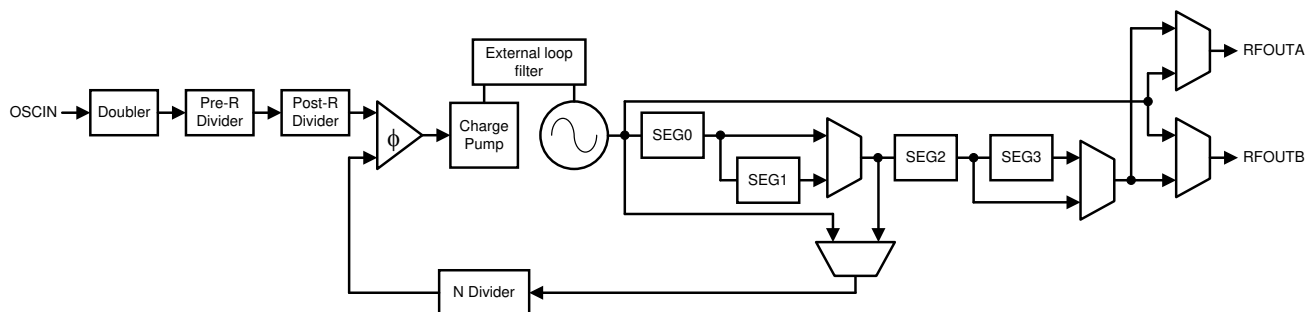 OSCIN
Doubler
Pre-R
Divider
Post-R
Divider
ϕ
Charge
Pump
External loop
filter
SEG0
SEG1
SEG2
SEG3
RFOUTA
RFOUTB
N Divider